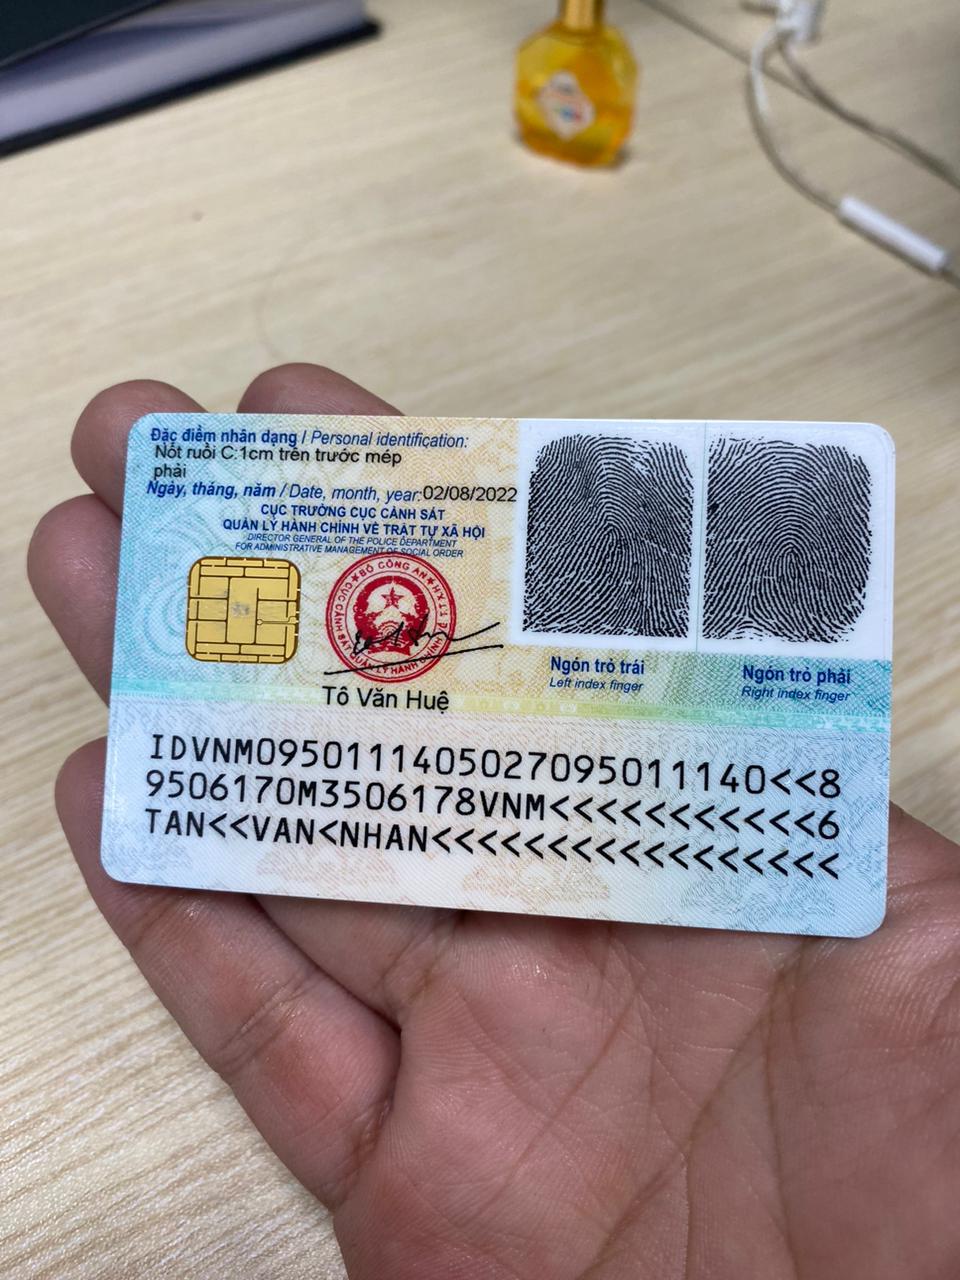 Đặc điểm nhân dạng / Personal identification:
Nốt ruồi C:1cm trên trước mép
phải
Ngày, tháng, năm / Date, month, year:02/08/2022
CỤC TRƯỞNG CỤC CẢNH SÁT
QUẢN LÝ HÀNH CHÍNH VỀ TRẬT TỰ XÃ HỘI
DIRECTOR GENERAL OF THE POLICE DEPARTMENT
FOR ADMINISTRATIVE MANAGEMENT OF SOCIAL ORDER
BỘ CÔNG AN
CỤC CẢNH SÁT QUẢN LÝ HÀNH CHÍNH
Tô Văn Huệ
Ngón trỏ trái
Left index finger
Ngón trỏ phải
Right index finger
IDVNM0950111405027095011140<<8
9506170M3506178VNM<<<<<<<<<<<6
TAN<<VAN<NHAN<<<<<<<<<<<<<<<<<